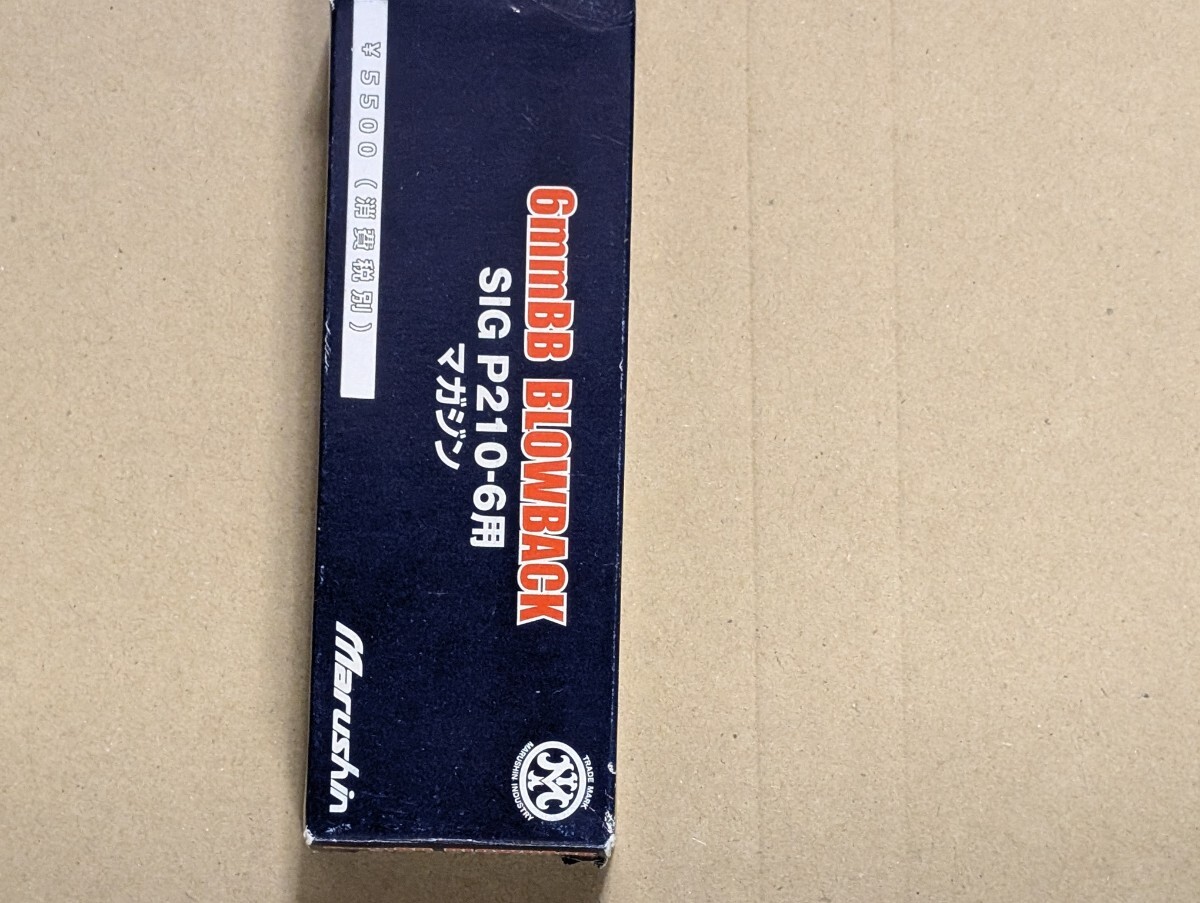 6mmBB BLOWBACK
SIG P210-6用
マガジン
¥5500(消費税別)
Marushin
TRADE MARK
MARUSHIN INDUSTRY